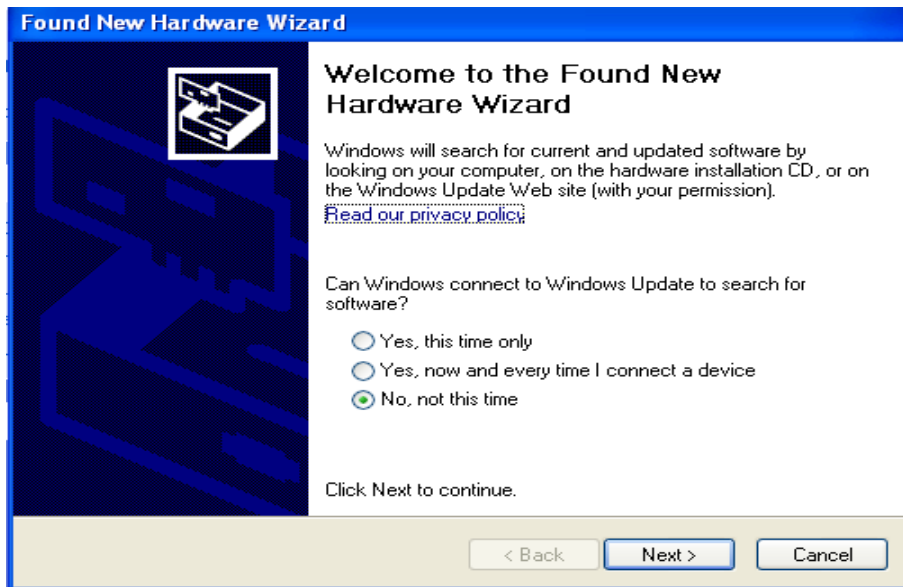 Found New Hardware Wizard
Welcome to the Found New
Hardware Wizard
Windows will search for current and updated software by
looking on your computer, on the hardware installation CD, or on
the Windows Update Web site (with your permission).
Read our privacy policy
Can Windows connect to Windows Update to search for
software?
Yes, this time only
Yes, now and every time I connect a device
No, not this time
Click Next to continue.
< Back
Next >
Cancel